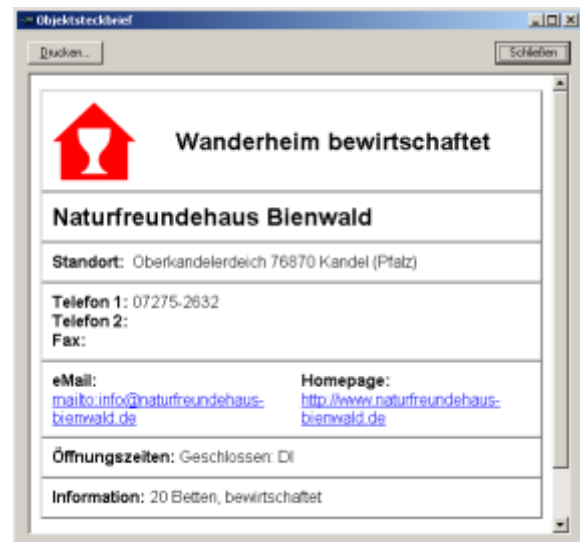 Objektsteckbrief
Drucken...
Schließen
Wanderheim bewirtschaftet
Naturfreundehaus Bienwald
Standort: Oberkandelerdeich 76870 Kandel (Pfalz)
Telefon 1: 07275-2632
Telefon 2:
Fax:
eMail:
mailto:info@naturfreundehaus-
bienwald.de
Homepage:
http://www.naturfreundehaus-
bienwald.de
Öffnungszeiten: Geschlossen: DI
Information: 20 Betten, bewirtschaftet